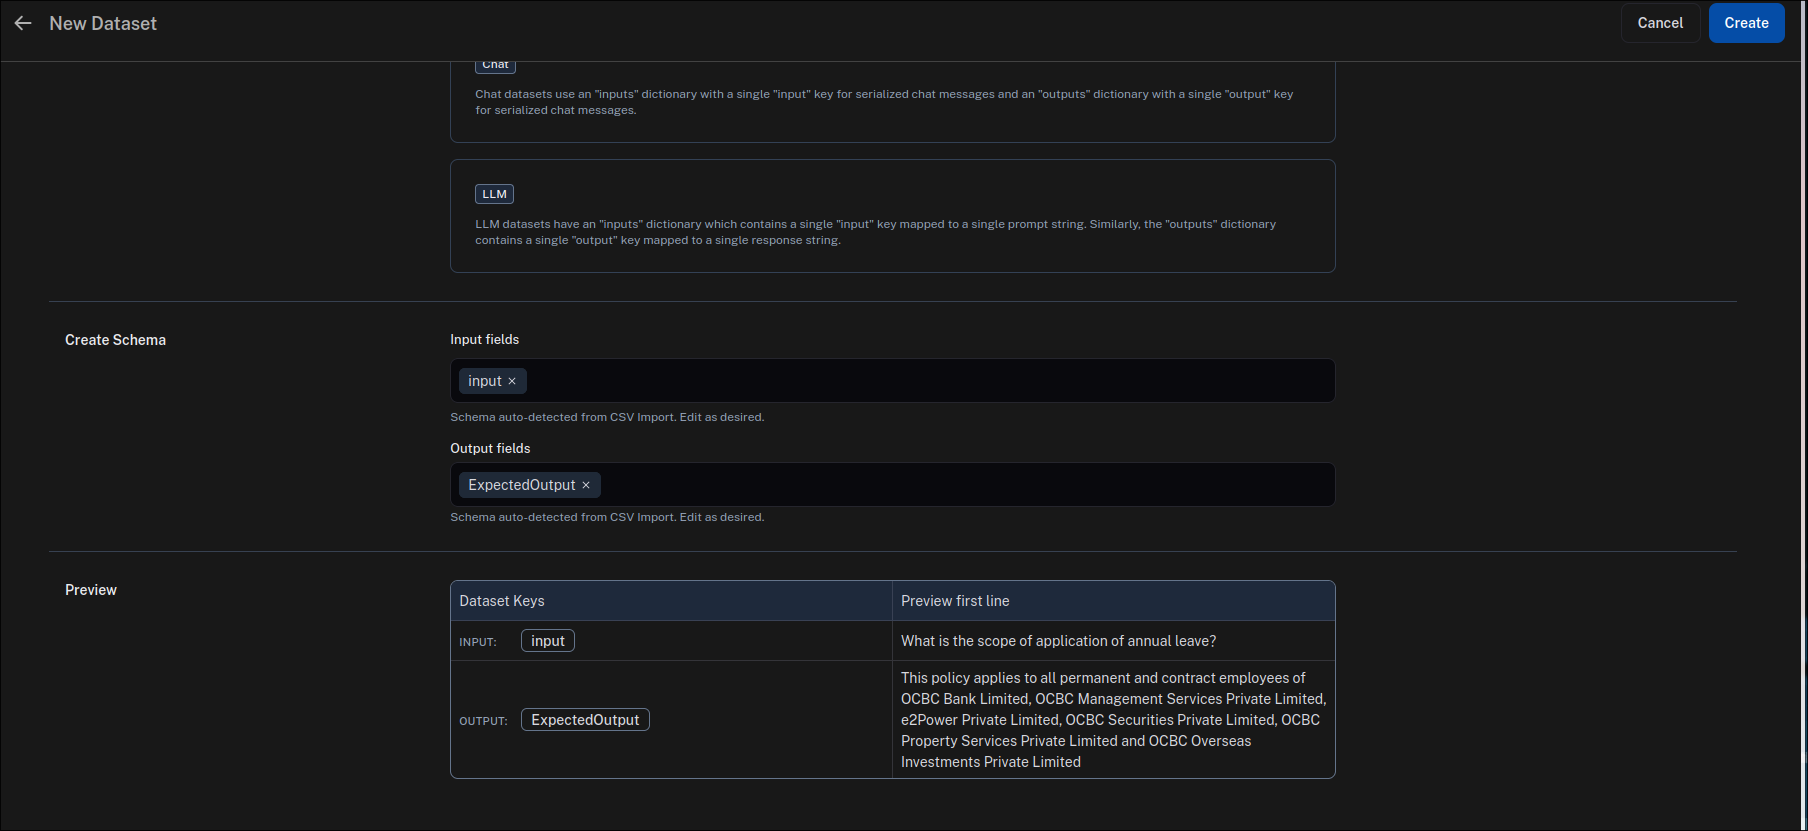 New Dataset
Cancel
Create
Chat
Chat datasets use an "inputs" dictionary with a single "input" key for serialized chat messages and an "outputs" dictionary with a single "output" key
for serialized chat messages.
LLM
LLM datasets have an "inputs" dictionary which contains a single "input" key mapped to a single prompt string. Similarly, the "outputs" dictionary
contains a single "output" key mapped to a single response string.
Create Schema
Input fields
input ×
Schema auto-detected from CSV Import. Edit as desired.
Output fields
ExpectedOutput ×
Schema auto-detected from CSV Import. Edit as desired.
Preview
Dataset Keys
Preview first line
INPUT: input
What is the scope of application of annual leave?
OUTPUT: ExpectedOutput
This policy applies to all permanent and contract employees of
OCBC Bank Limited, OCBC Management Services Private Limited,
e2Power Private Limited, OCBC Securities Private Limited, OCBC
Property Services Private Limited and OCBC Overseas
Investments Private Limited